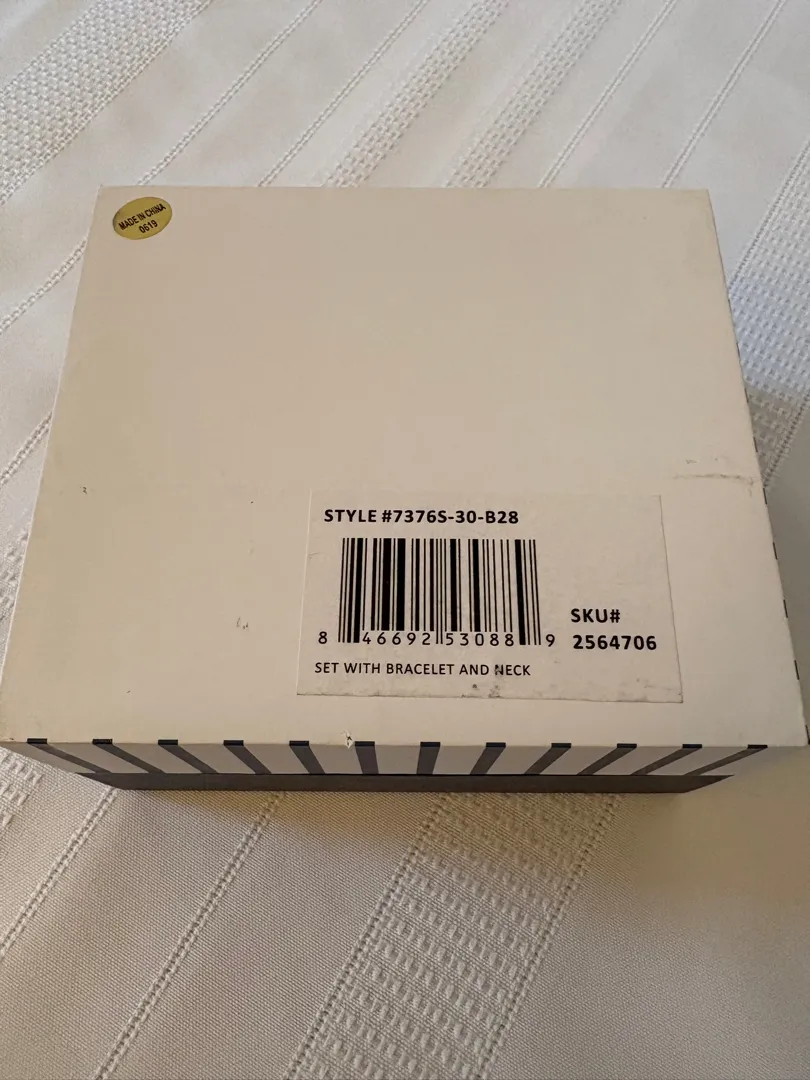 MADE IN CHINA
0619
STYLE #7376S-30-B28
8 46692 53088 9
SKU#
2564706
SET WITH BRACELET AND NECK